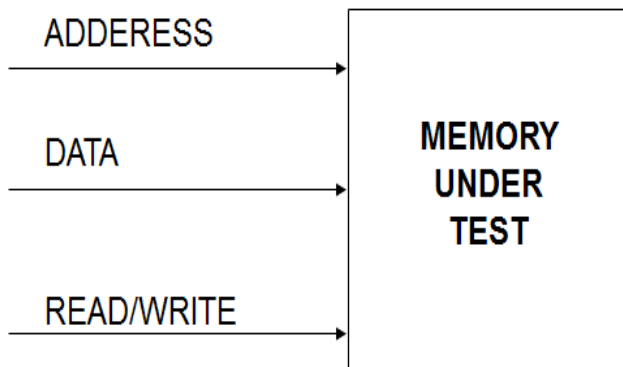 ADDERESS
DATA
READ/WRITE
MEMORY
UNDER
TEST